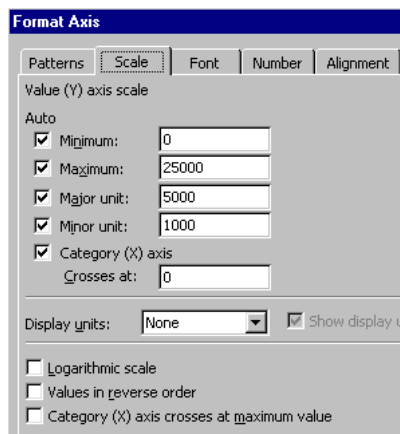 Format Axis
Patterns Scale Font Number Alignment
Value (Y) axis scale
Auto
Minimum: 0
Maximum: 25000
Major unit: 5000
Minor unit: 1000
Category (X) axis
Crosses at: 0
Display units: None Show display
Logarithmic scale
Values in reverse order
Category (X) axis crosses at maximum value